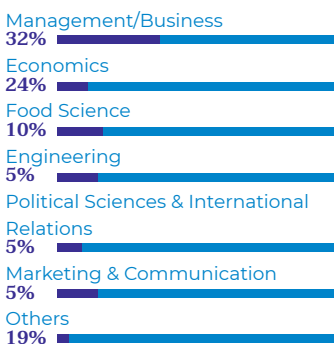 Management/Business
32%
Economics
24%
Food Science
10%
Engineering
5%
Political Sciences & International
Relations
5%
Marketing & Communication
5%
Others
19%